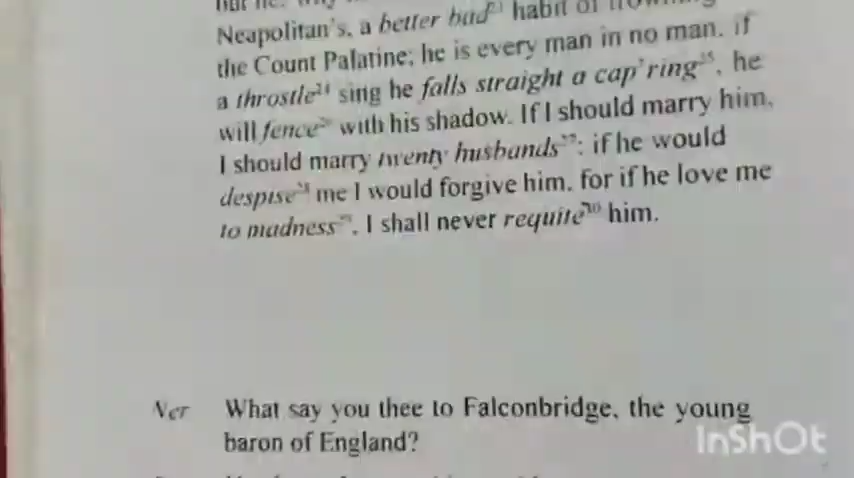 Neapolitan's, a better bad²³ habit of
the Count Palatine; he is every man in no man. if
a throstle²⁴ sing he falls straight a cap'ring²⁵, he
will fence²⁶ with his shadow. If I should marry him,
I should marry twenty husbands²⁷: if he would
despise²⁸ me I would forgive him, for if he love me
to madness²⁹, I shall never requite³⁰ him.
Ner What say you thee to Falconbridge, the young
baron of England?
InShOt